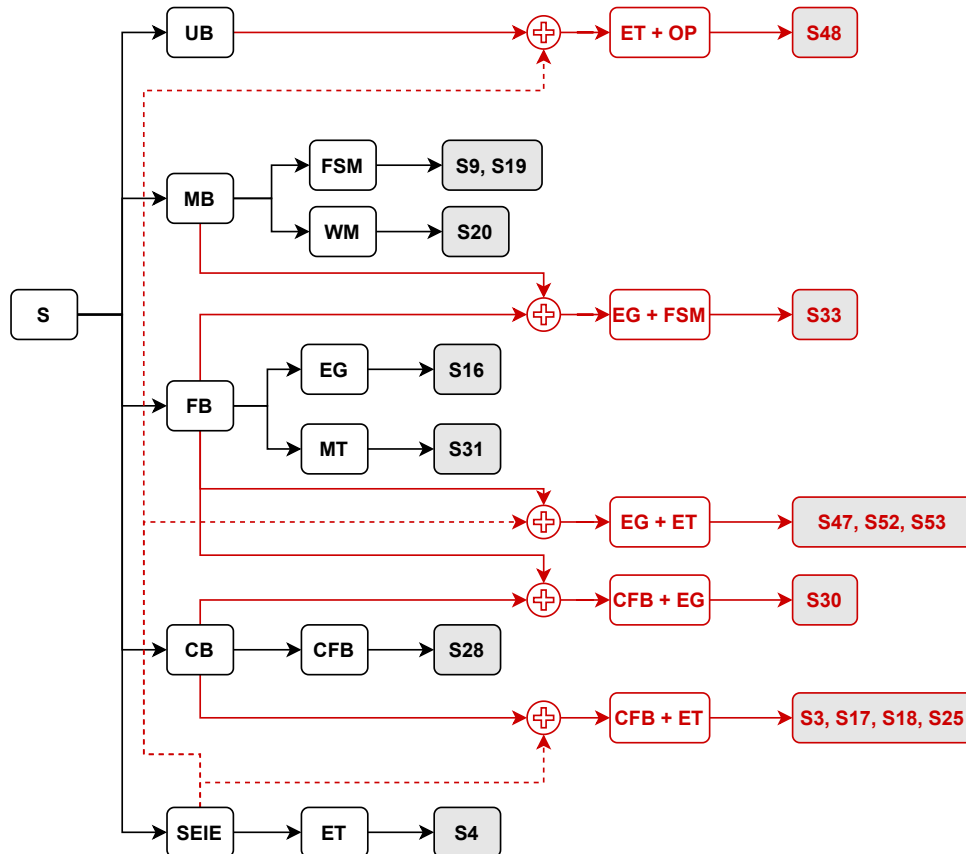 UB
ET + OP
S48
FSM
S9, S19
MB
WM
S20
S
EG + FSM
S33
EG
S16
FB
MT
S31
EG + ET
S47, S52, S53
CFB + EG
S30
CB
CFB
S28
CFB + ET
S3, S17, S18, S25
SEIE
ET
S4